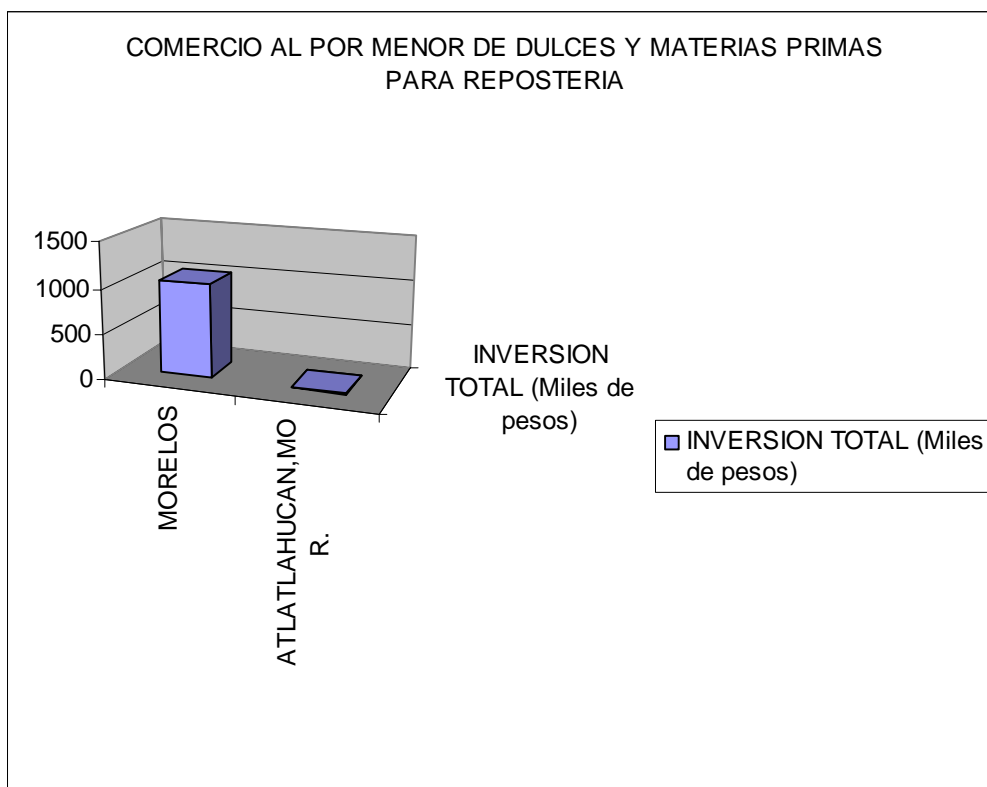 COMERCIO AL POR MENOR DE DULCES Y MATERIAS PRIMAS
PARA REPOSTERIA
1500
1000
500
0
MORELOS
ATLATLAHUCAN,MO
R.
INVERSION
TOTAL (Miles de
pesos)
INVERSION TOTAL (Miles
de pesos)